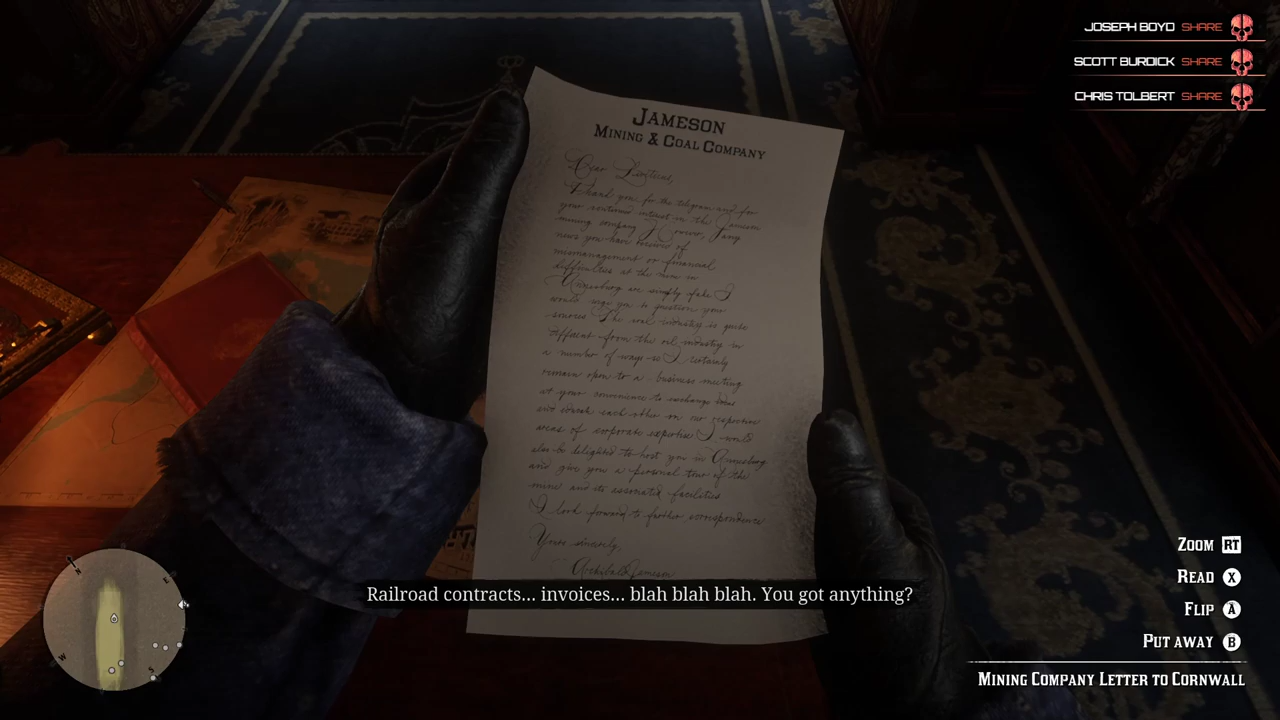 JOSEPH BOYD SHARE
SCOTT BURDICK SHARE
CHRIS TOLBERT SHARE
JAMESON
MINING & COAL COMPANY
Dear Leviticus,
Thank you for the telegram and for
your continued interest in the Jameson
mining company I However, I any
news you have receive of
mismanagement or financial
difficulties at the mine in
Annesburg are simply fake I
would urge you to question your
sources The coal industry is quite
different from the oil industry in
a number of ways so I certainly
remain open to a business meeting
at your convenience to exchange ideas
and educate each other on our respective
areas of corporate expertise I would
also be delighted to host you in Annesburg
and give you a personal tour of the
mine and its associated facilities
I look forward to further correspondence
Yours sincerely,
Archibald Jameson
Railroad contracts... invoices... blah blah blah. You got anything?
N
E
W
S
ZOOM RT
READ X
FLIP A
PUT AWAY B
MINING COMPANY LETTER TO CORNWALL